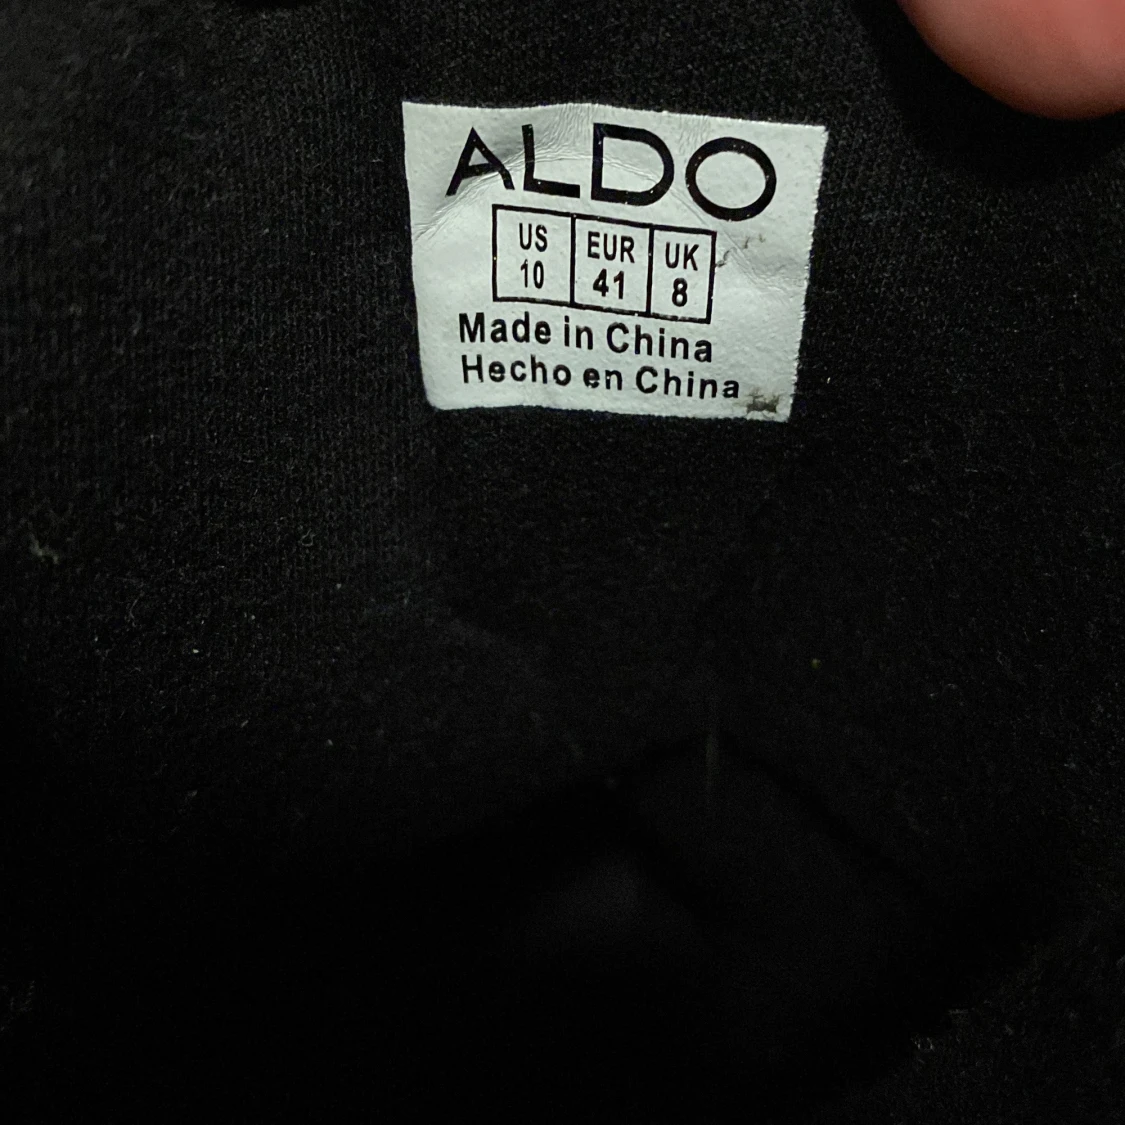 ALDO
US EUR UK
10 41 8
Made in China
Hecho en China